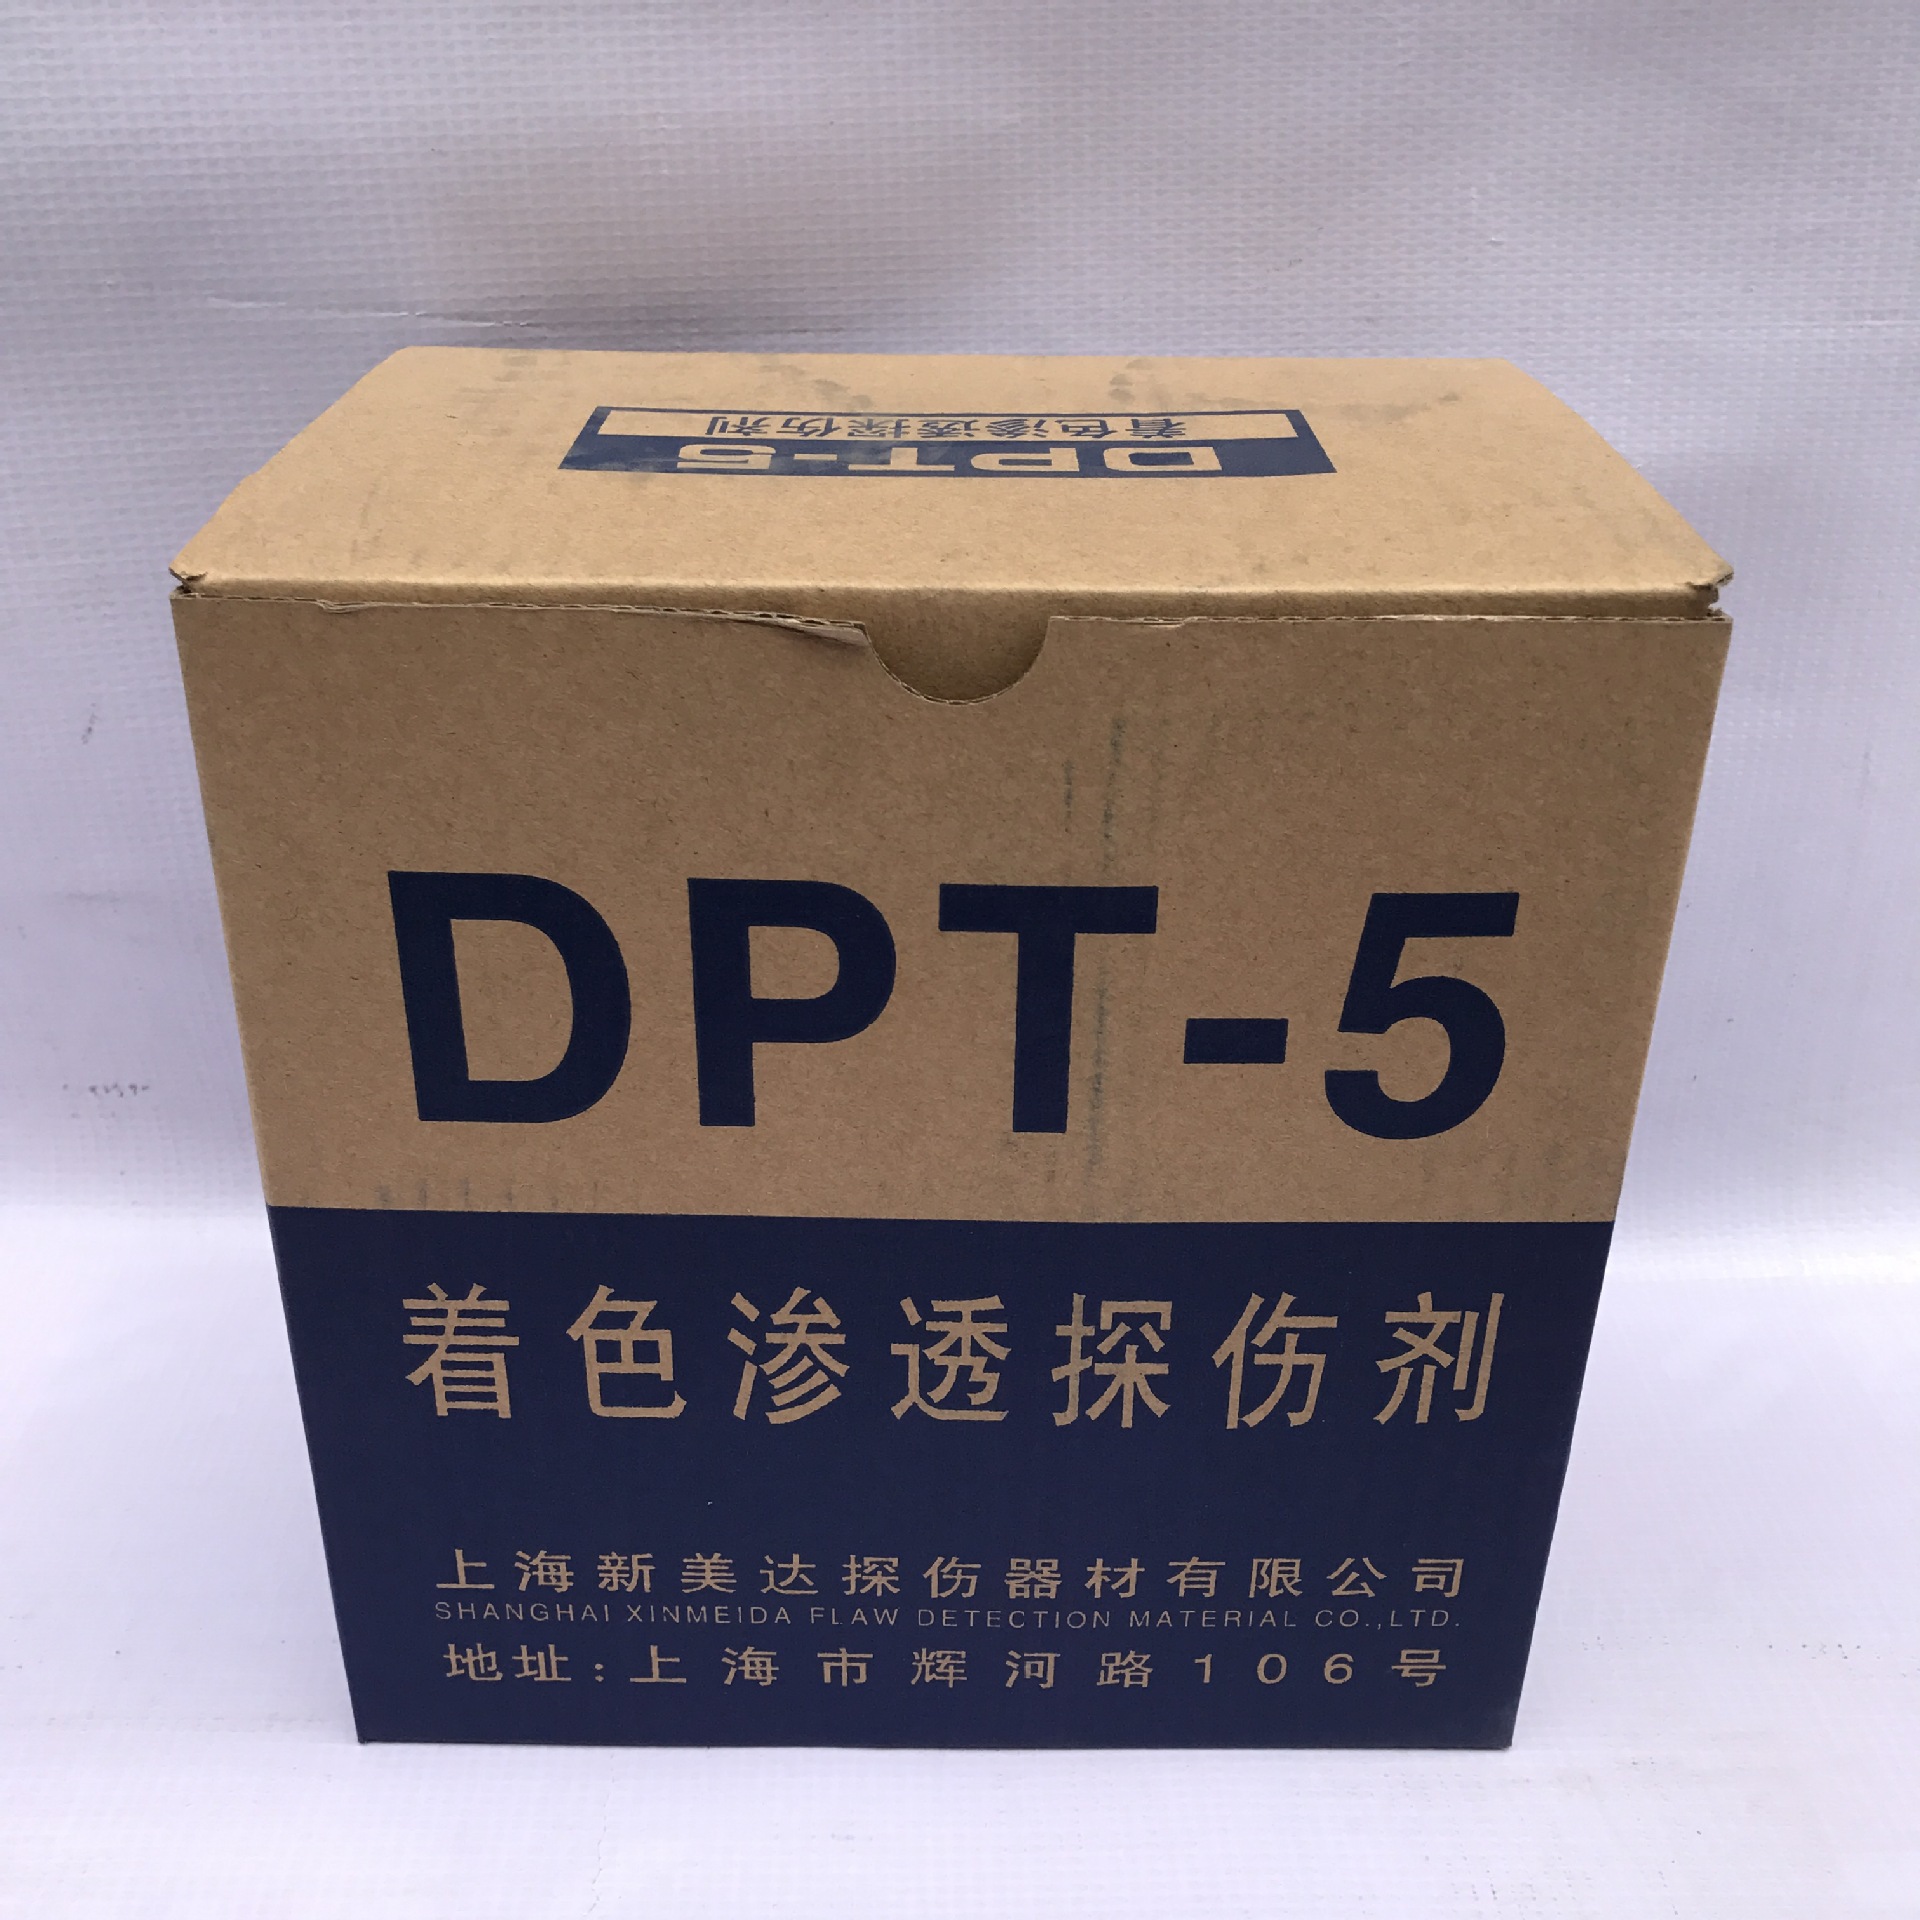 着色渗透探伤剂
DPT-5
DPT-5
着色渗透探伤剂
上海新美达探伤器材有限公司
SHANGHAI XINMEIDA FLAW DETECTION MATERIAL CO.,LTD.
地址:上海市辉河路106号